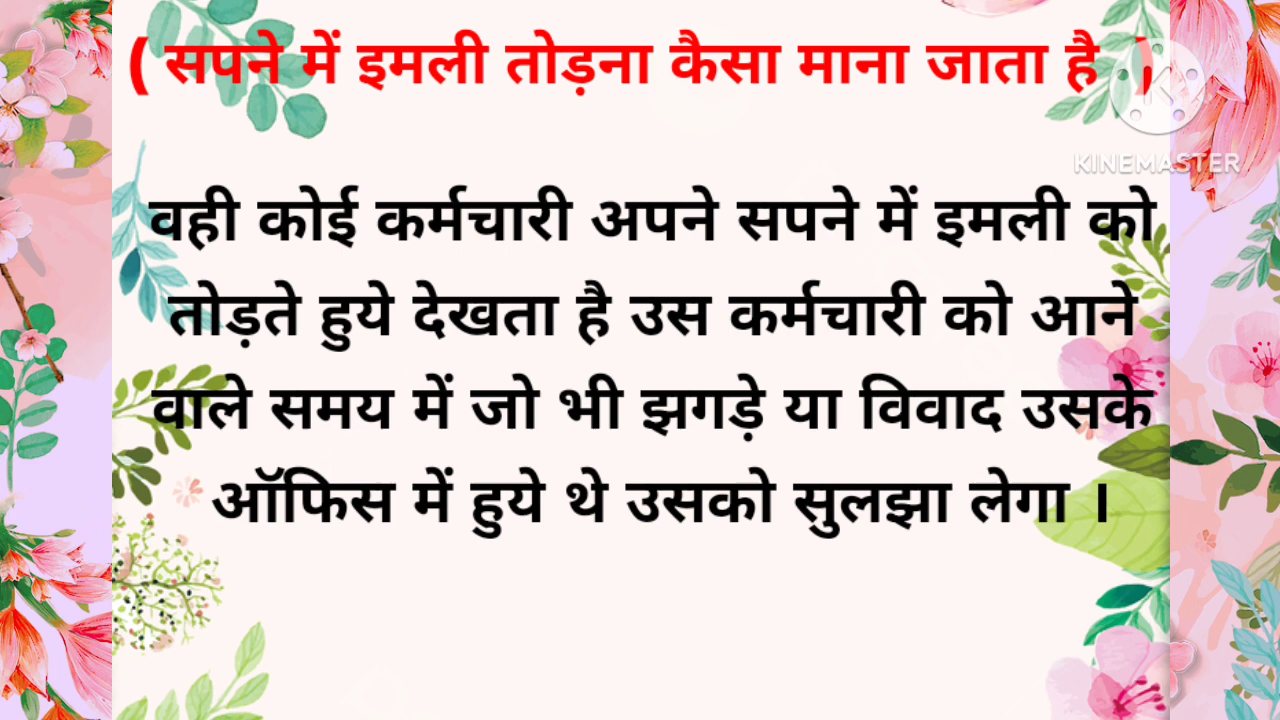 ( सपने में इमली तोड़ना कैसा माना जाता है )
KINEMASTER
वही कोई कर्मचारी अपने सपने में इमली को
तोड़ते हुये देखता है उस कर्मचारी को आने
वाले समय में जो भी झगड़े या विवाद उसके
ऑफिस में हुये थे उसको सुलझा लेगा ।